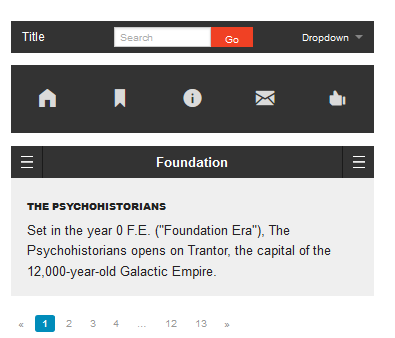 Title Search Go Dropdown
Foundation
THE PSYCHOHISTORIANS
Set in the year 0 F.E. ("Foundation Era"), The
Psychohistorians opens on Trantor, the capital of the
12,000-year-old Galactic Empire.
« 1 2 3 4 ... 12 13 »